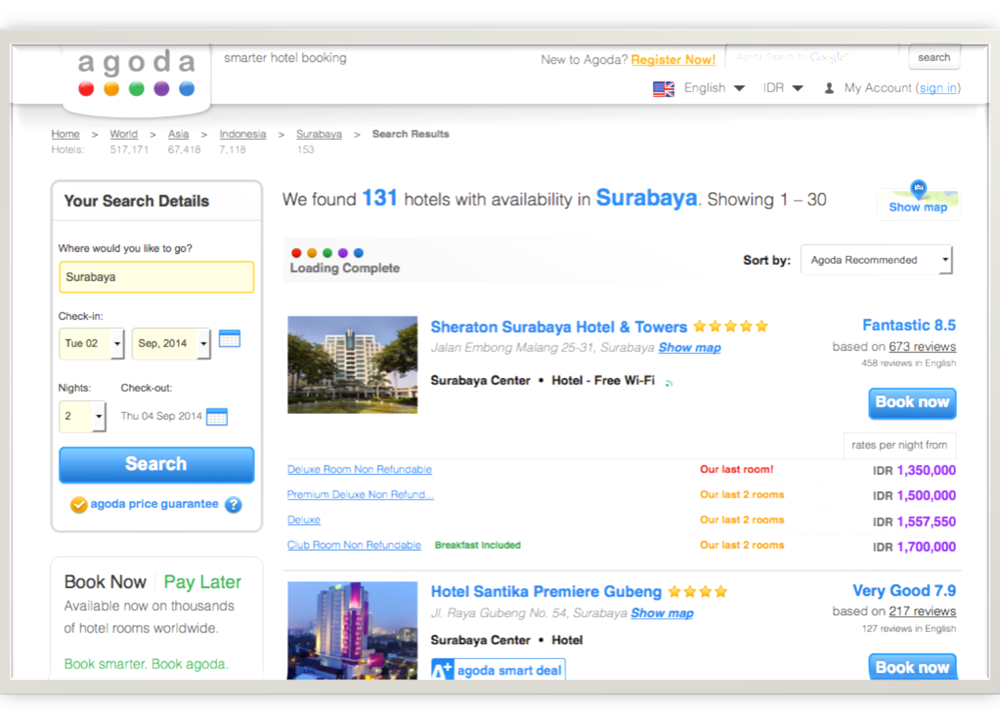 agoda
smarter hotel booking
New to Agoda? Register Now!
Agoda Search by Google™
search
English
IDR
My Account (sign in)
Home > World > Asia > Indonesia > Surabaya > Search Results
Hotels: 517,171 67,418 7,118 153
Your Search Details
Where would you like to go?
Surabaya
Check-in:
Tue 02
Sep, 2014
Nights: Check-out:
2
Thu 04 Sep 2014
Search
agoda price guarantee ?
Book Now Pay Later
Available now on thousands
of hotel rooms worldwide.
Book smarter. Book agoda.
We found 131 hotels with availability in Surabaya. Showing 1 – 30
Show map
Loading Complete
Sort by: Agoda Recommended
Sheraton Surabaya Hotel & Towers
Jalan Embong Malang 25-31, Surabaya Show map
Surabaya Center • Hotel - Free Wi-Fi
Fantastic 8.5
based on 673 reviews
458 reviews in English
Book now
rates per night from
Deluxe Room Non Refundable Our last room! IDR 1,350,000
Premium Deluxe Non Refund... Our last 2 rooms IDR 1,500,000
Deluxe Our last 2 rooms IDR 1,557,550
Club Room Non Refundable Breakfast Included Our last 2 rooms IDR 1,700,000
Hotel Santika Premiere Gubeng
Jl. Raya Gubeng No. 54, Surabaya Show map
Surabaya Center • Hotel
A+ agoda smart deal
Very Good 7.9
based on 217 reviews
127 reviews in English
Book now